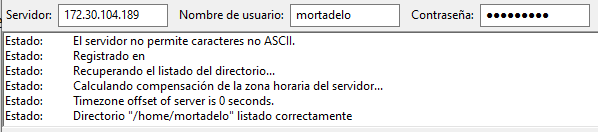 Servidor: 172.30.104.189 Nombre de usuario: mortadelo Contraseña: ●●●●●●●●●
Estado: El servidor no permite caracteres no ASCII.
Estado: Registrado en
Estado: Recuperando el listado del directorio...
Estado: Calculando compensación de la zona horaria del servidor...
Estado: Timezone offset of server is 0 seconds.
Estado: Directorio "/home/mortadelo" listado correctamente